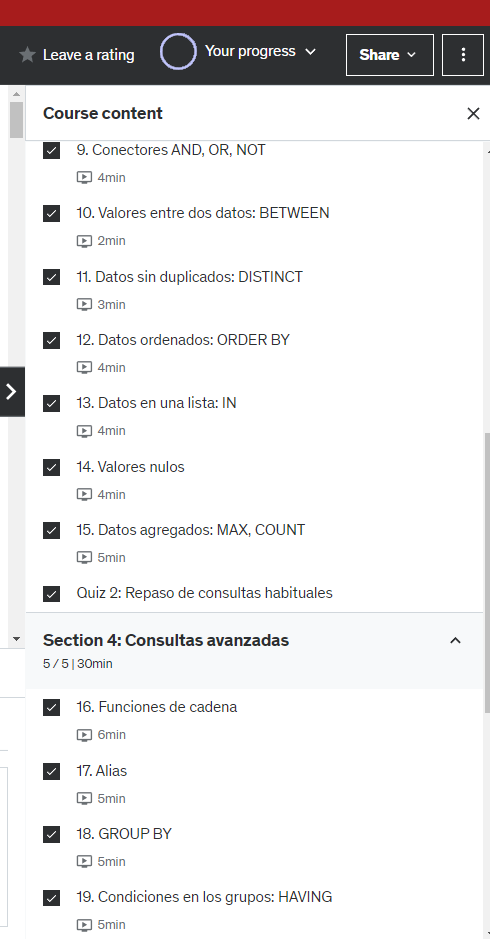 Leave a rating
Your progress
Share
Course content
9. Conectores AND, OR, NOT
4min
10. Valores entre dos datos: BETWEEN
2min
11. Datos sin duplicados: DISTINCT
3min
12. Datos ordenados: ORDER BY
4min
13. Datos en una lista: IN
4min
14. Valores nulos
4min
15. Datos agregados: MAX, COUNT
5min
Quiz 2: Repaso de consultas habituales
Section 4: Consultas avanzadas
5 / 5 | 30min
16. Funciones de cadena
6min
17. Alias
5min
18. GROUP BY
5min
19. Condiciones en los grupos: HAVING
5min